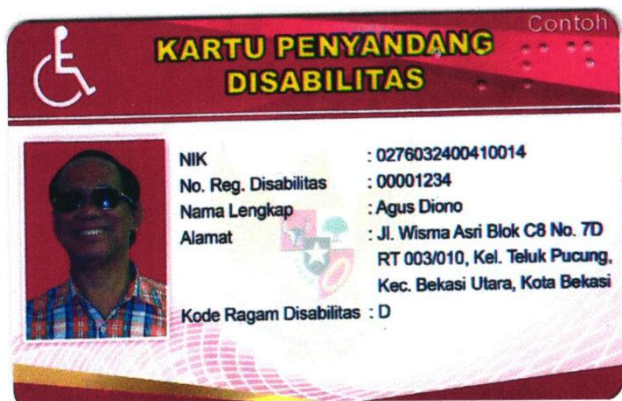 Contoh
KARTU PENYANDANG
DISABILITAS
NIK : 0276032400410014
No. Reg. Disabilitas : 00001234
Nama Lengkap : Agus Diono
Alamat : Jl. Wisma Asri Blok C8 No. 7D
RT 003/010, Kel. Teluk Pucung,
Kec. Bekasi Utara, Kota Bekasi
Kode Ragam Disabilitas : D